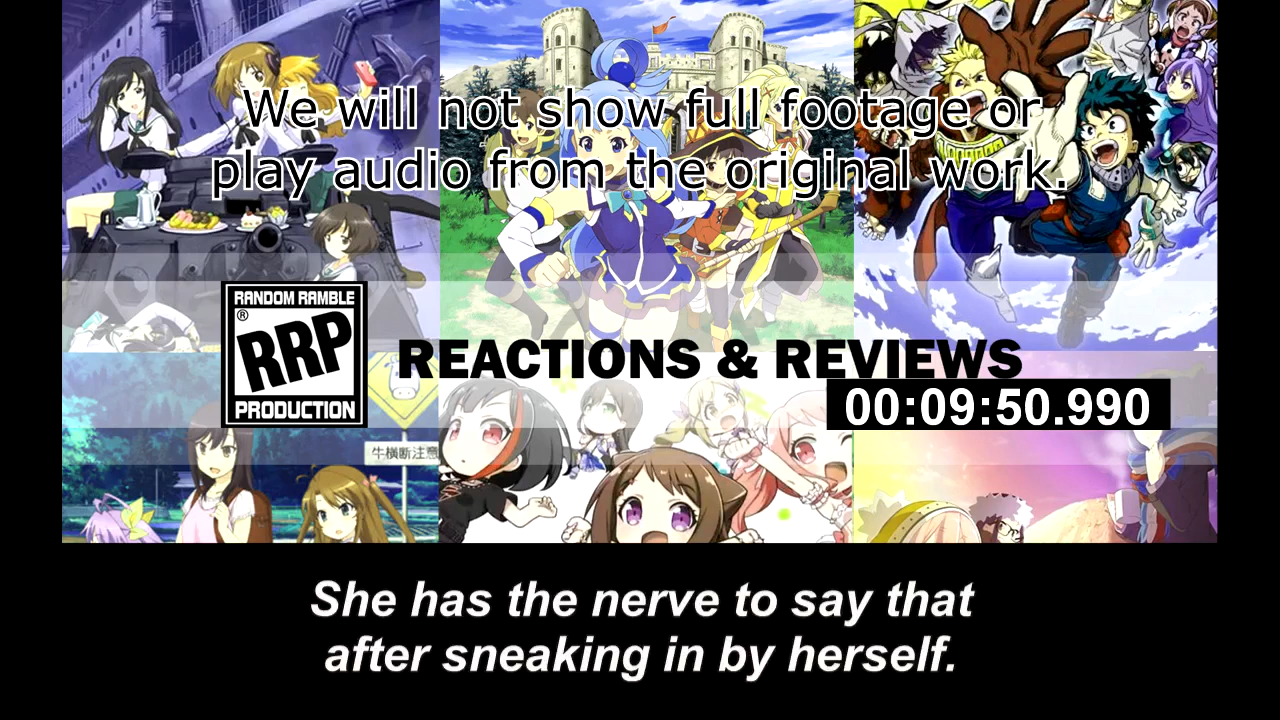 We will not show full footage or
play audio from the original work.
RANDOM RAMBLE
®
RRP
PRODUCTION
REACTIONS & REVIEWS
00:09:50.990
牛横断注意
She has the nerve to say that
after sneaking in by herself.